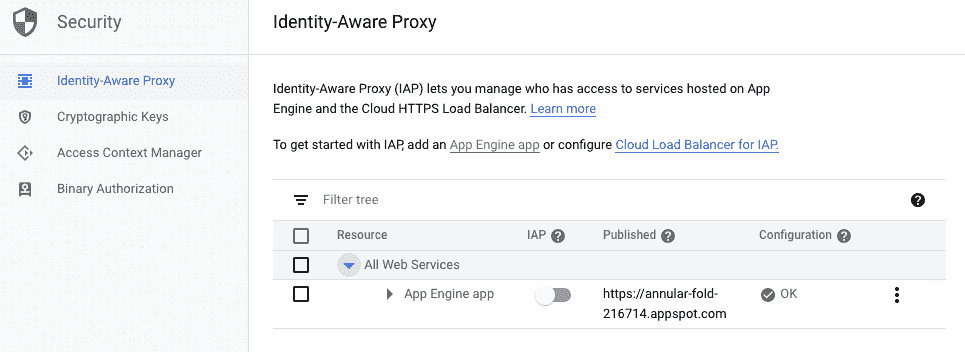 Security
Identity-Aware Proxy
Identity-Aware Proxy
Cryptographic Keys
Access Context Manager
Binary Authorization
Identity-Aware Proxy (IAP) lets you manage who has access to services hosted on App
Engine and the Cloud HTTPS Load Balancer. Learn more
To get started with IAP, add an App Engine app or configure Cloud Load Balancer for IAP.
Filter tree
Resource IAP Published Configuration
All Web Services
App Engine app https://annular-fold- OK
216714.appspot.com